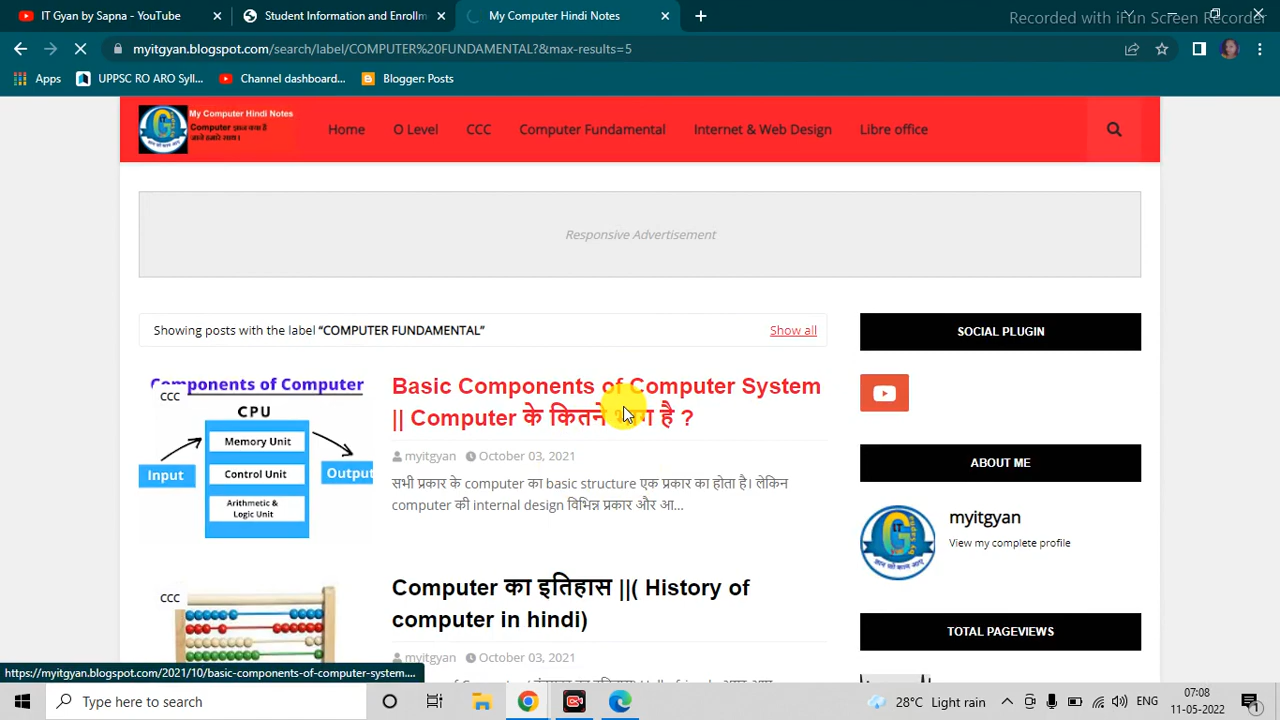 IT Gyan by Sapna - YouTube
Student Information and Enrollm
My Computer Hindi Notes
Recorded with iFun Screen Recorder
myitgyan.blogspot.com/search/label/COMPUTER%20FUNDAMENTAL?&max-results=5
Apps
UPPSC RO ARO Syll...
Channel dashboard...
Blogger: Posts
My Computer Hindi Notes
Home
O Level
CCC
Computer Fundamental
Internet & Web Design
Libre office
Responsive Advertisement
Showing posts with the label “COMPUTER FUNDAMENTAL”
Show all
SOCIAL PLUGIN
Components of Computer
CCC
CPU
Memory Unit
Control Unit
Arithmetic &
Logic Unit
Input
Output
Basic Components of Computer System
|| Computer के कितने भाग है ?
myitgyan October 03, 2021
सभी प्रकार के computer का basic structure एक प्रकार का होता है। लेकिन
computer की internal design विभिन्न प्रकार और आ...
ABOUT ME
myitgyan
View my complete profile
CCC
Computer का इतिहास ||( History of
computer in hindi)
myitgyan October 03, 2021
TOTAL PAGEVIEWS
https://myitgyan.blogspot.com/2021/10/basic-components-of-computer-system....
Type here to search
28°C Light rain
ENG
07:08
11-05-2022